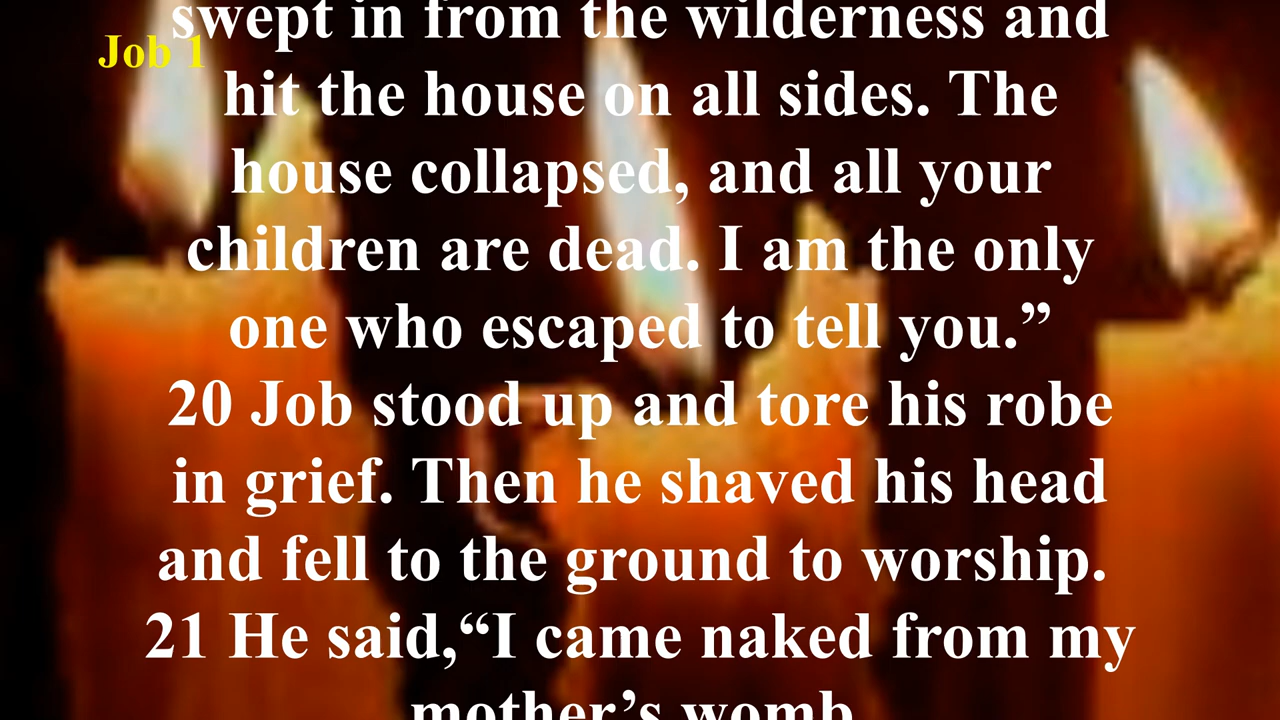 swept in from the wilderness and
Job 1
hit the house on all sides. The
house collapsed, and all your
children are dead. I am the only
one who escaped to tell you.”
20 Job stood up and tore his robe
in grief. Then he shaved his head
and fell to the ground to worship.
21 He said,“I came naked from my
mother’s womb